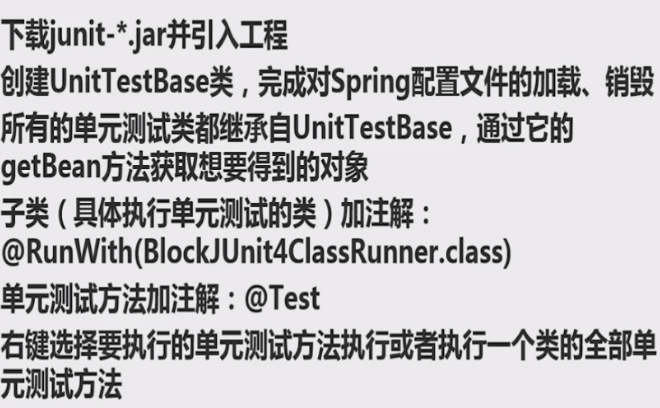 下载junit-*.jar并引入工程
创建UnitTestBase类，完成对Spring配置文件的加载、销毁
所有的单元测试类都继承自UnitTestBase，通过它的
getBean方法获取想要得到的对象
子类（具体执行单元测试的类）加注解：
@RunWith(BlockJUnit4ClassRunner.class)
单元测试方法加注解：@Test
右键选择要执行的单元测试方法执行或者执行一个类的全部单
元测试方法